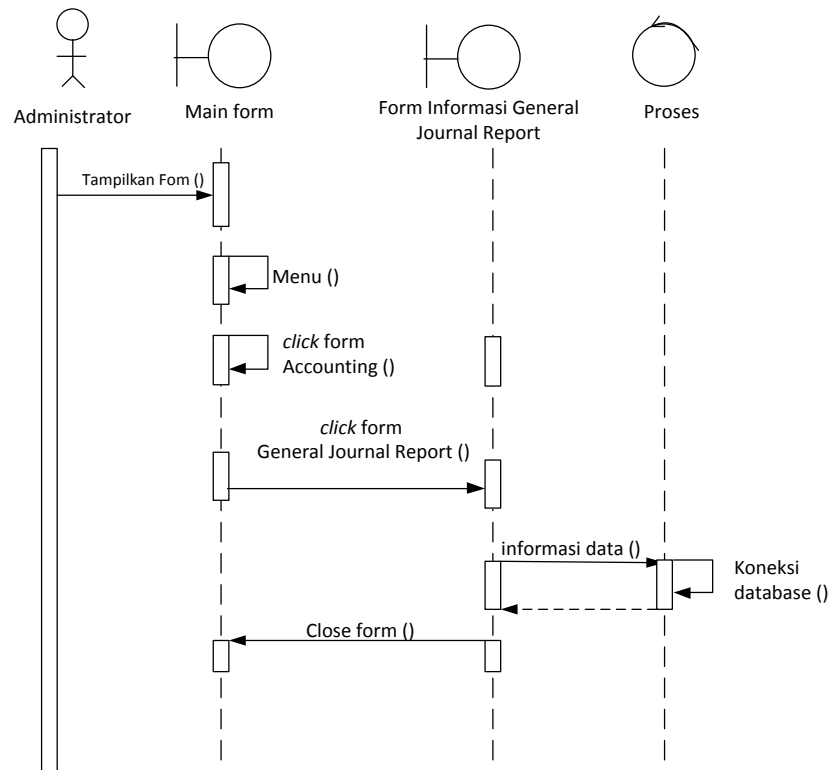 Administrator
Main form
Form Informasi General
Journal Report
Proses
Tampilkan Fom ()
Menu ()
click form
Accounting ()
click form
General Journal Report ()
informasi data ()
Koneksi
database ()
Close form ()